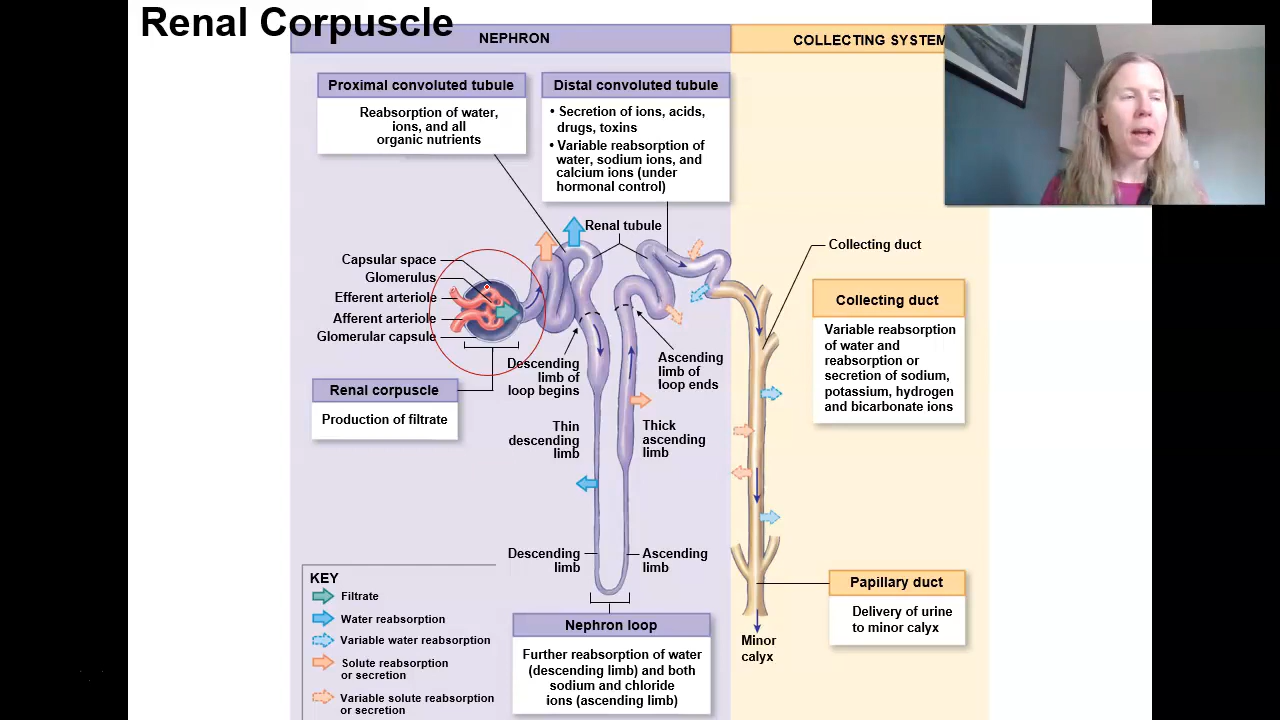 Renal Corpuscle
NEPHRON
COLLECTING SYSTEM
Proximal convoluted tubule
Reabsorption of water,
ions, and all
organic nutrients
Distal convoluted tubule
• Secretion of ions, acids,
drugs, toxins
• Variable reabsorption of
water, sodium ions, and
calcium ions (under
hormonal control)
Renal tubule
Capsular space
Glomerulus
Efferent arteriole
Afferent arteriole
Glomerular capsule
Renal corpuscle
Production of filtrate
Descending
limb of
loop begins
Ascending
limb of
loop ends
Thin
descending
limb
Thick
ascending
limb
Descending
limb
Ascending
limb
Collecting duct
Collecting duct
Variable reabsorption
of water and
reabsorption or
secretion of sodium,
potassium, hydrogen
and bicarbonate ions
Papillary duct
Delivery of urine
to minor calyx
Minor
calyx
KEY
Filtrate
Water reabsorption
Variable water reabsorption
Solute reabsorption
or secretion
Variable solute reabsorption
or secretion
Nephron loop
Further reabsorption of water
(descending limb) and both
sodium and chloride
ions (ascending limb)